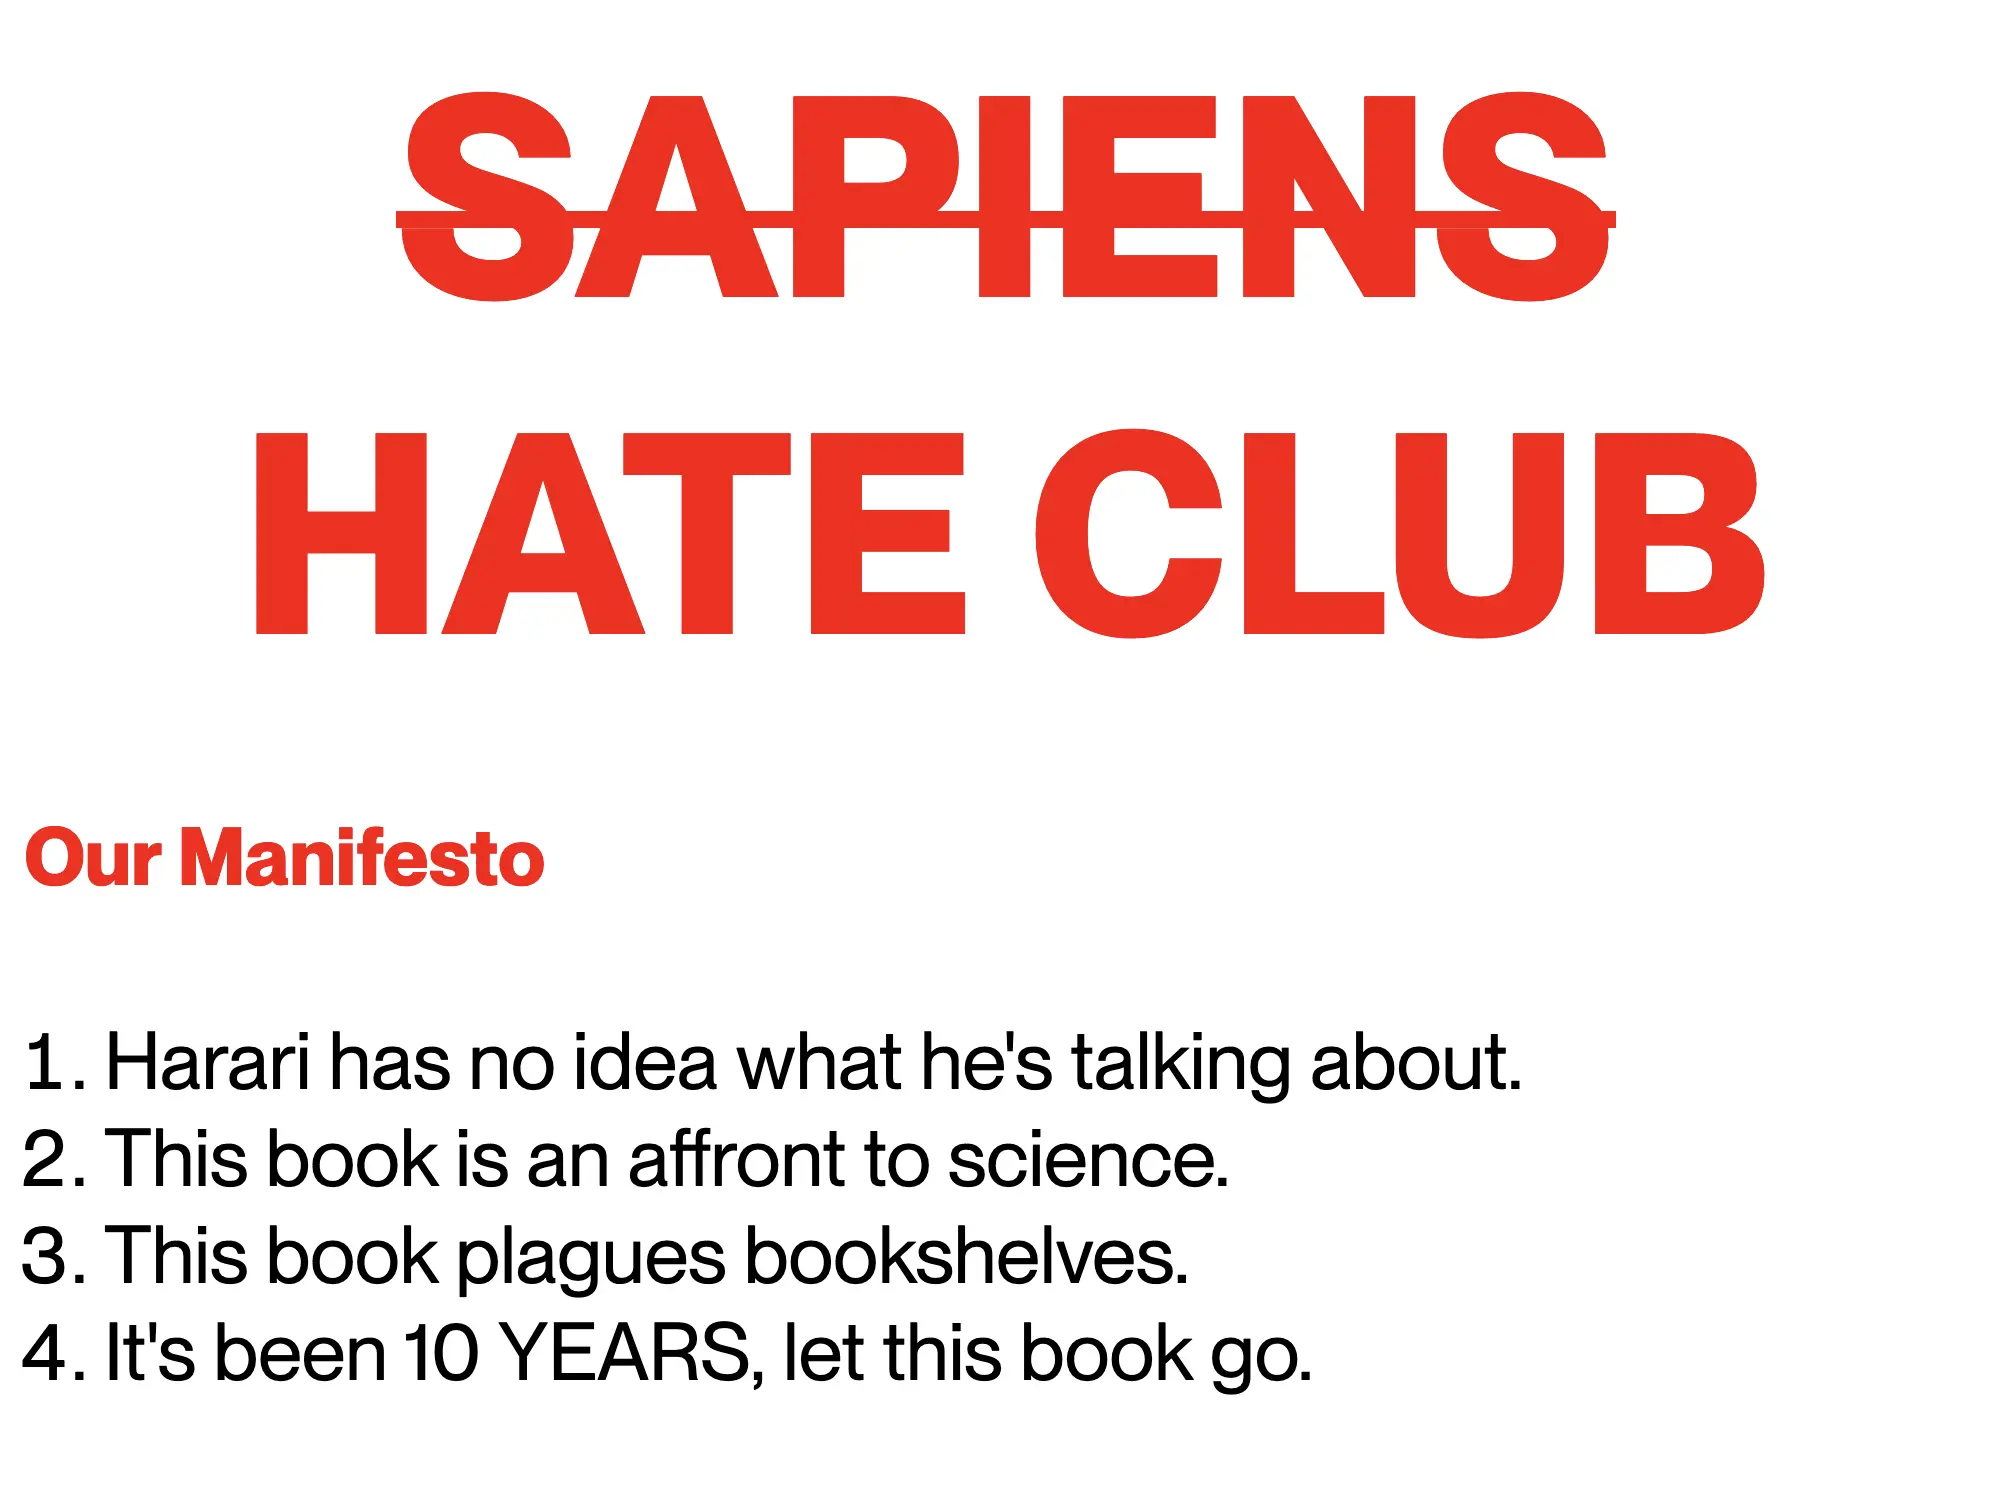 SAPIENS
HATE CLUB
Our Manifesto
1. Harari has no idea what he's talking about.
2. This book is an affront to science.
3. This book plagues bookshelves.
4. It's been 10 YEARS, let this book go.